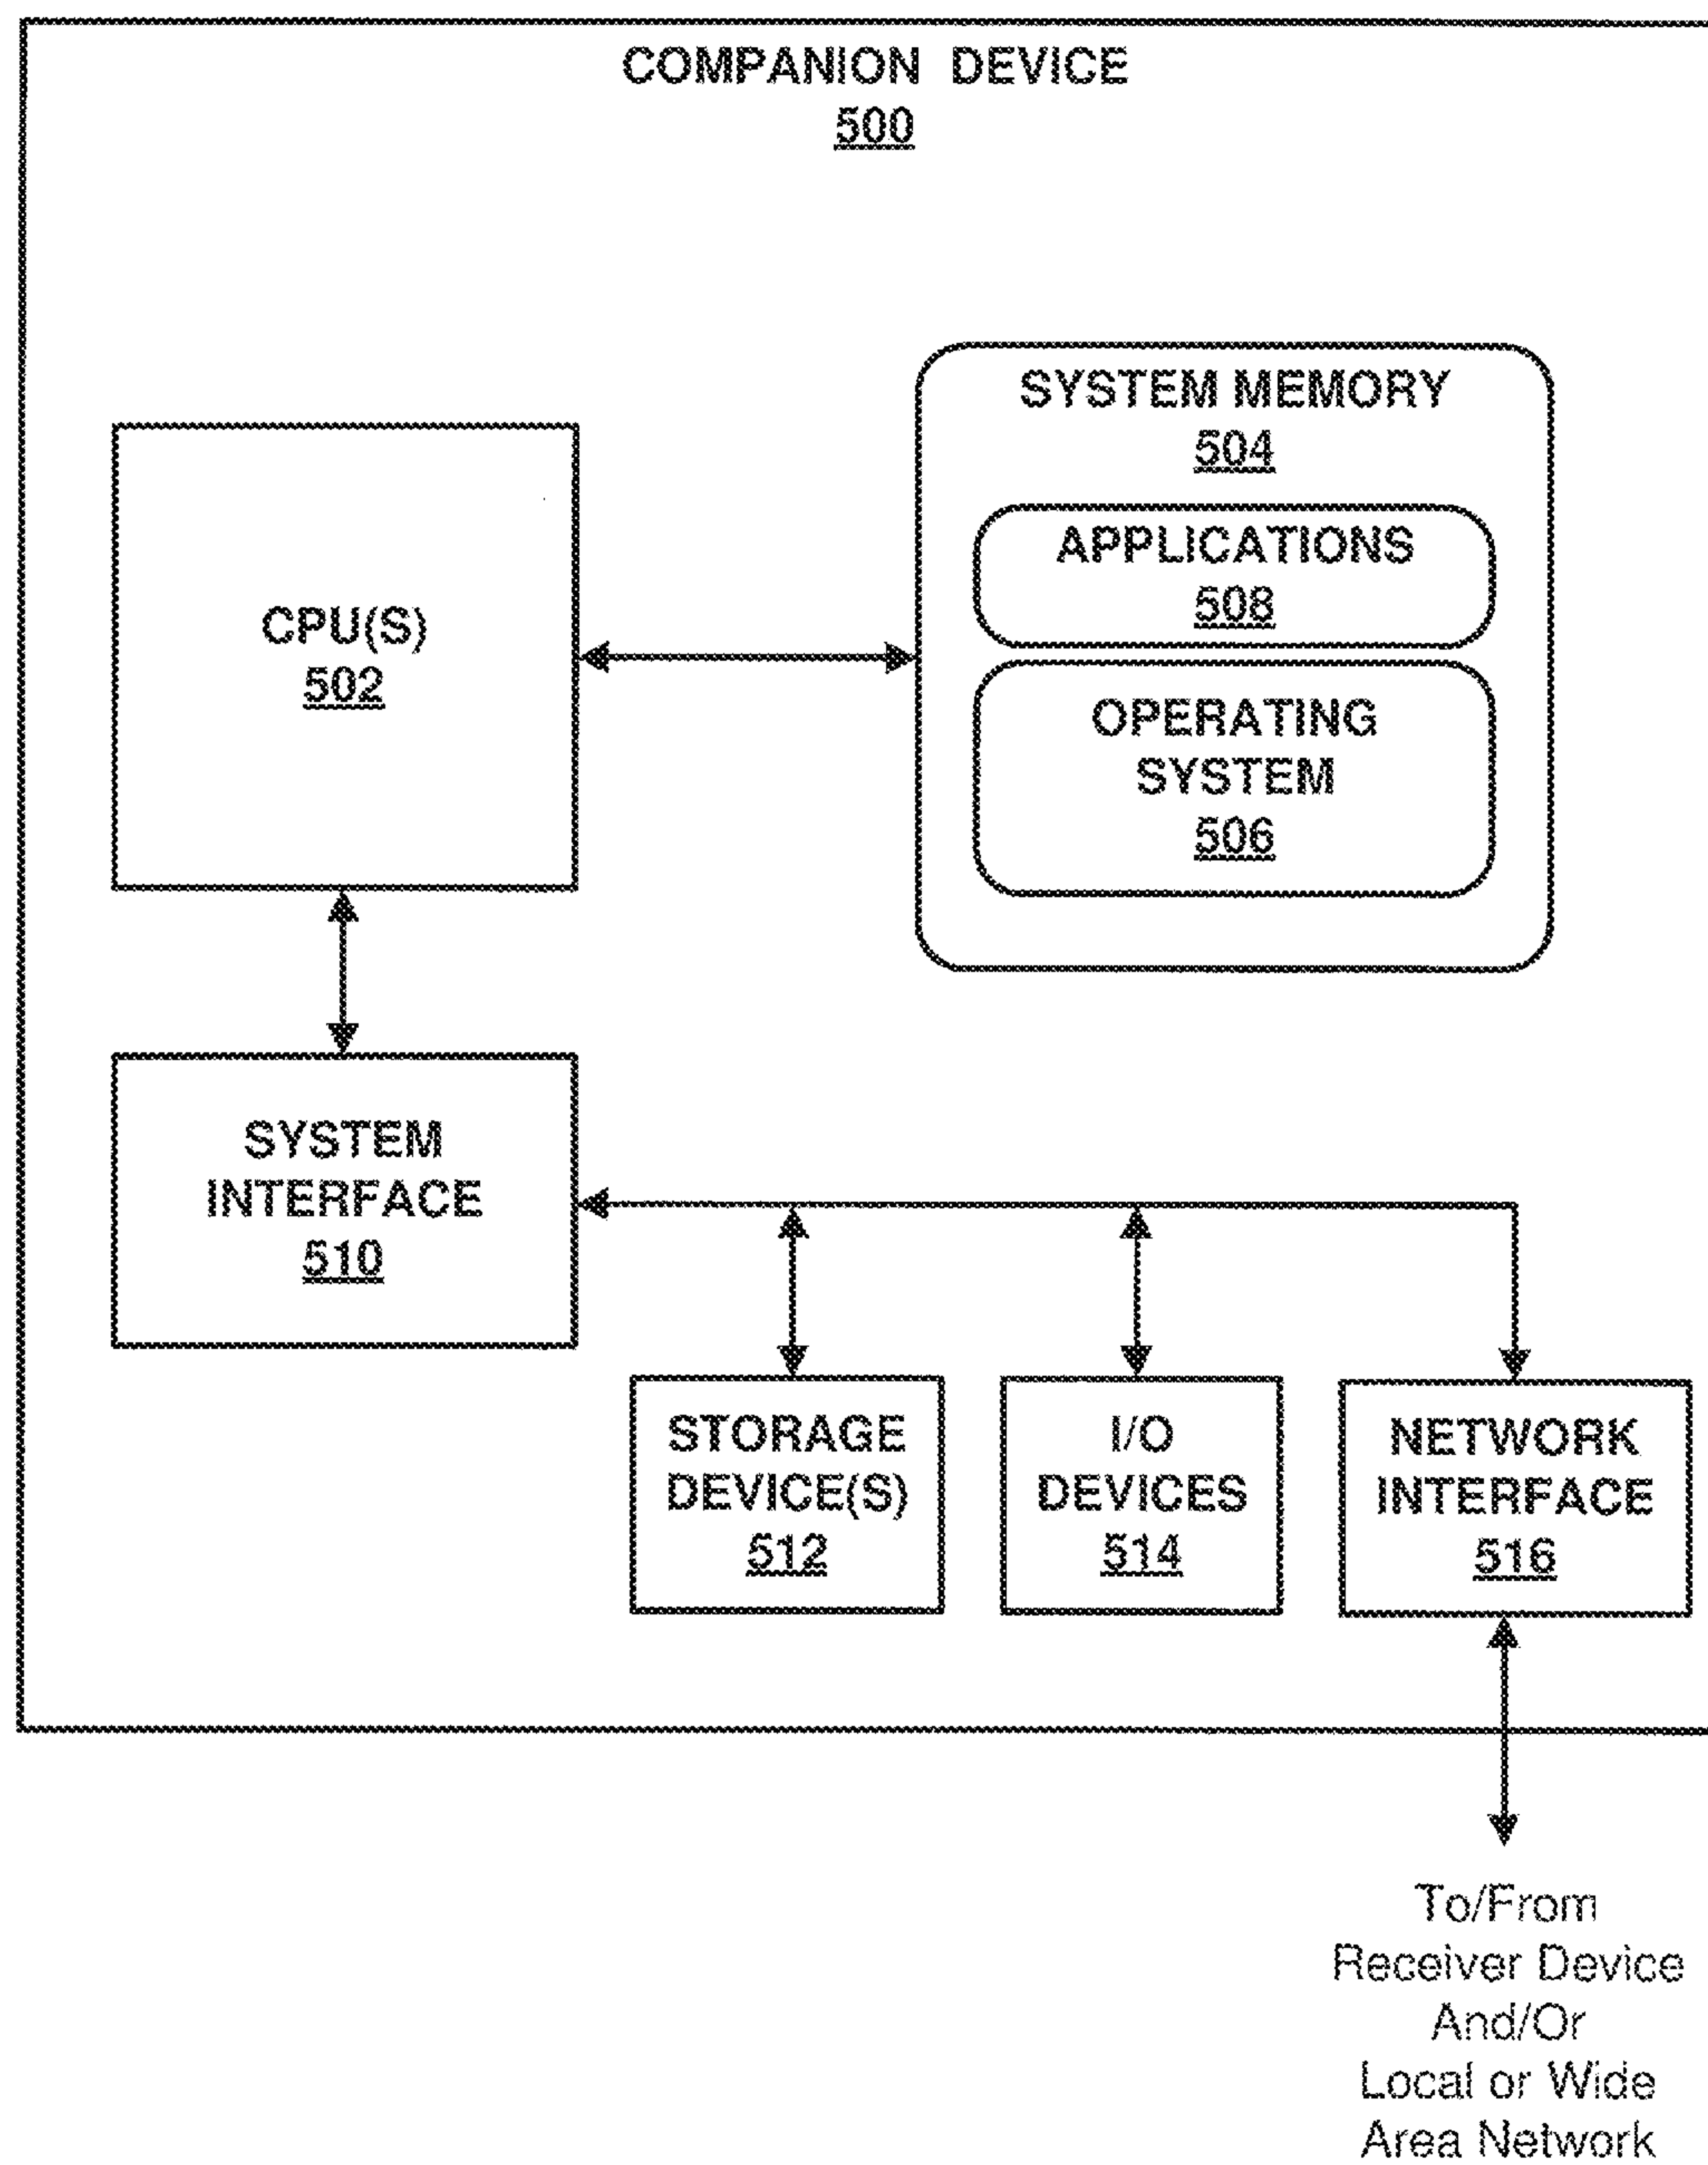 COMPANION DEVICE
500
SYSTEM MEMORY
504
APPLICATIONS
508
OPERATING
SYSTEM
506
CPU(S)
502
SYSTEM
INTERFACE
510
STORAGE
DEVICE(S)
512
I/O
DEVICES
514
NETWORK
INTERFACE
516
To/From
Receiver Device
And/Or
Local or Wide
Area Network